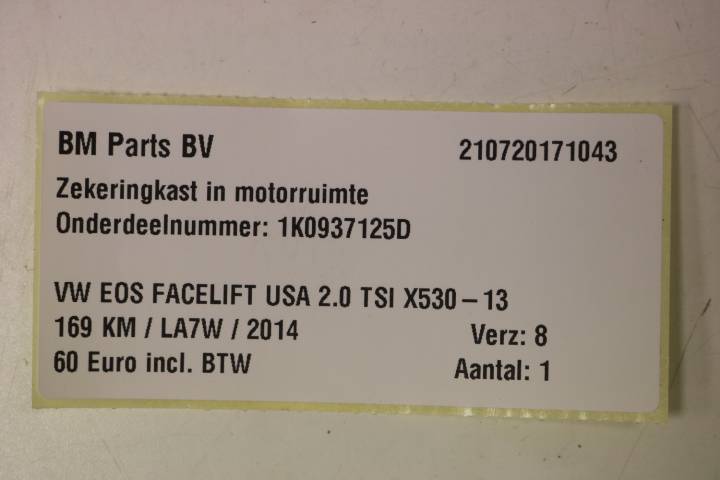 BM Parts BV 210720171043
Zekeringkast in motorruimte
Onderdeelnummer: 1K0937125D
VW EOS FACELIFT USA 2.0 TSI X530 – 13
169 KM / LA7W / 2014 Verz: 8
60 Euro incl. BTW Aantal: 1